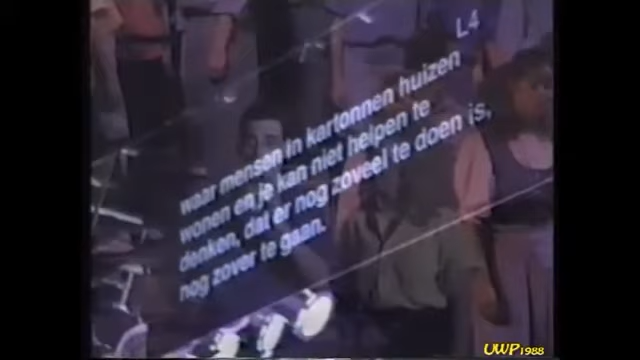 L4
waar mensen in kartonnen huizen
wonen en je kan niet helpen te
denken, dat er nog zoveel te doen is,
nog zover te gaan.
UWP1988